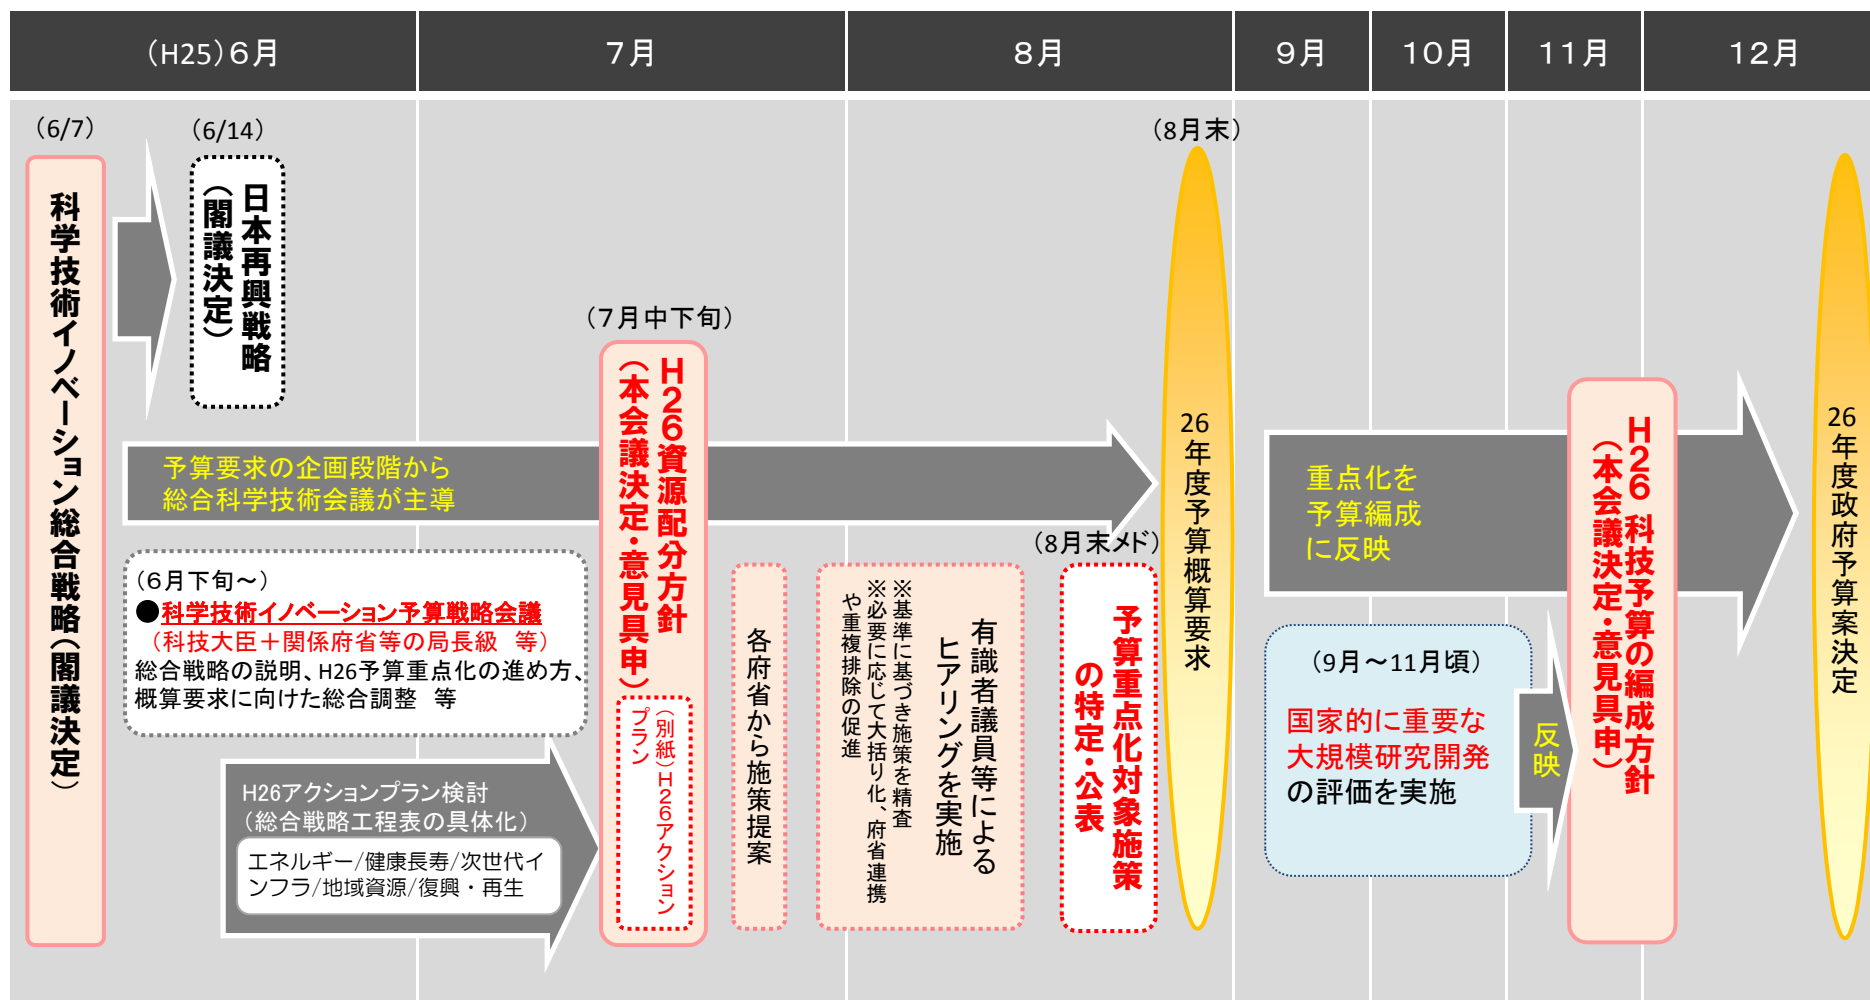 （H25）６月
７月
８月
９月
１０月
１１月
１２月
（6/7）
科学技術イノベーション総合戦略（閣議決定）
（6/14）
日本再興戦略
（閣議決定）
予算要求の企画段階から
総合科学技術会議が主導
（６月下旬～）
●科学技術イノベーション予算戦略会議
（科技大臣＋関係府省等の局長級　等）
総合戦略の説明、H26予算重点化の進め方、
概算要求に向けた総合調整　等
H26アクションプラン検討
（総合戦略工程表の具体化）
エネルギー/健康長寿/次世代イ
ンフラ/地域資源/復興・再生
（７月中下旬）
Ｈ２６資源配分方針
（本会議決定・意見具申）
（別紙）Ｈ２６アクション
プラン
各府省から施策提案
有識者議員等による
ヒアリングを実施
※基準に基づき施策を精査
※必要に応じて大括り化、府省連携
や重複排除の促進
（8月末メド）
予算重点化対象施策
の特定・公表
（8月末）
26年度予算概算要求
重点化を
予算編成
に反映
（9月～11月頃）
国家的に重要な
大規模研究開発
の評価を実施
反映
Ｈ２６ 科技予算の編成方針
（本会議決定・意見具申）
26年度政府予算案決定